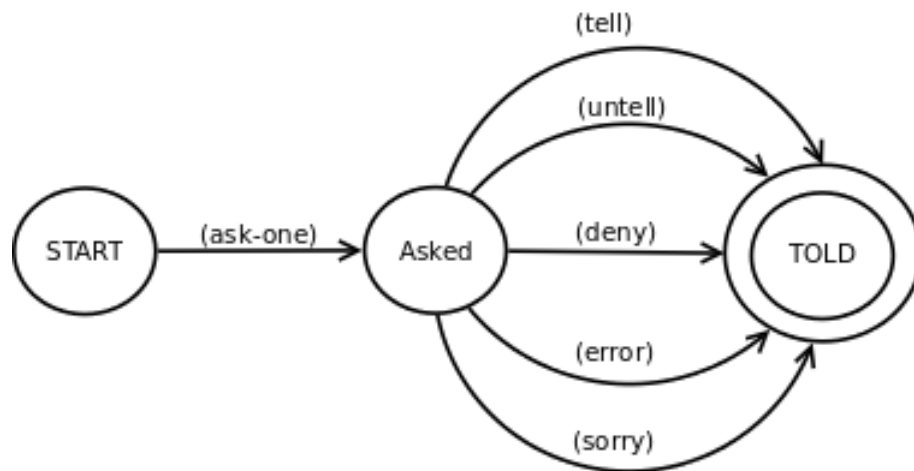 (tell)
(untell)
START
(ask-one)
Asked
(deny)
TOLD
(error)
(sorry)